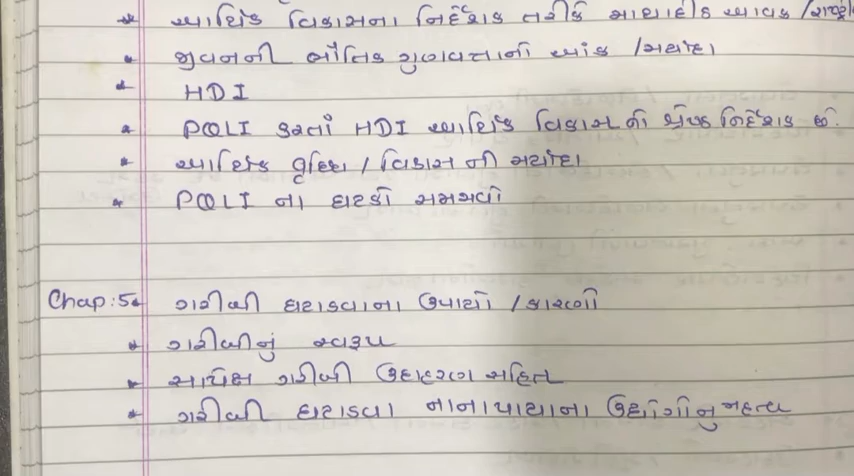 * આર્થિક વિકાસના નિર્દેશક તરીકે માથાદીઠ આવક /
* જીવનની ભૌતિક ગુણવત્તાનો આંક / મર્યાદા
* HDI
* PQLI કરતાં HDI આર્થિક વિકાસનો શ્રેષ્ઠ નિર્દેશક છે.
* આર્થિક વૃદ્ધિ / વિકાસ ની મર્યાદા
* PQLI ના ઘટકો સમજાવો
Chap:5 * ગરીબી ઘટાડવાના ઉપાયો / કારણો
* ગરીબીનું સ્વરૂપ
* સાપેક્ષ ગરીબી ઉદાહરણ સહિત
* ગરીબી ઘટાડવા નાનાપાયાના ઉદ્યોગોનું મહત્વ